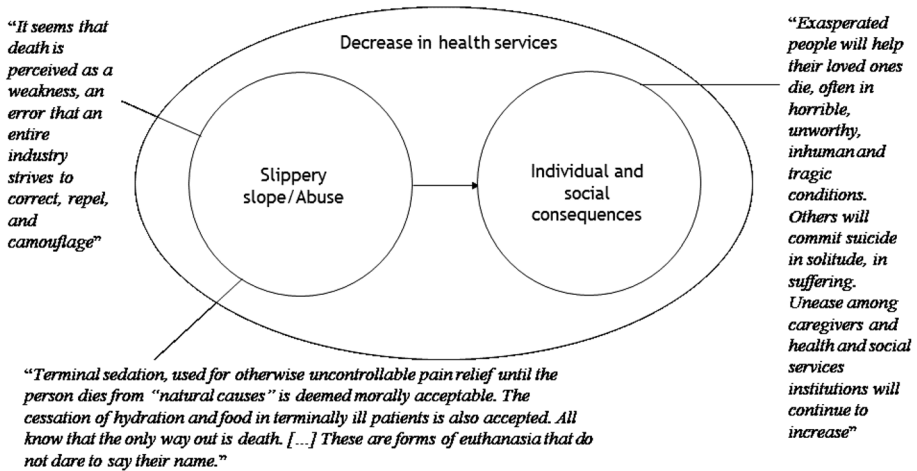 “It seems that
death is
perceived as a
weakness, an
error that an
entire
industry
strives to
correct, repel,
and
camouflage”
Decrease in health services
Slippery
slope/Abuse
Individual and
social
consequences
“Exasperated
people will help
their loved ones
die, often in
horrible,
unworthy,
inhuman and
tragic
conditions.
Others will
commit suicide
in solitude, in
suffering.
Unease among
caregivers and
health and social
services
institutions will
continue to
increase”
“Terminal sedation, used for otherwise uncontrollable pain relief until the
person dies from “natural causes” is deemed morally acceptable. The
cessation of hydration and food in terminally ill patients is also accepted. All
know that the only way out is death. […] These are forms of euthanasia that do
not dare to say their name.”